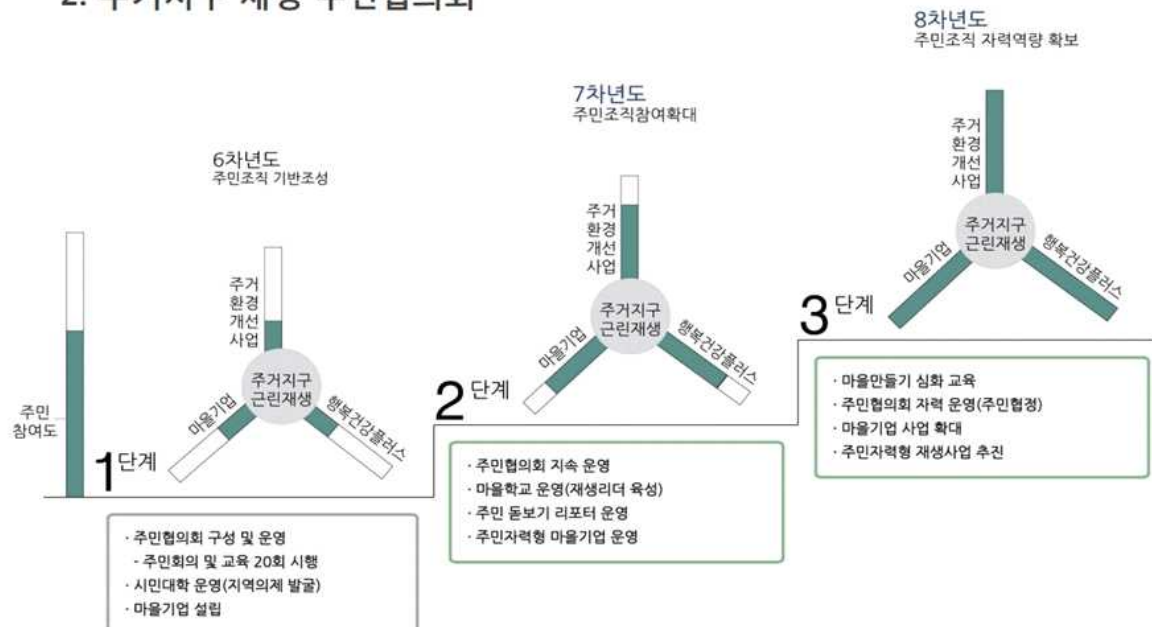 2. 주거지구 재생 주민협의회
8차년도
주민조직 자력역량 확보
7차년도
주민조직참여확대
6차년도
주민조직 기반조성
주민
참여도
1단계
주거
환경
개선
사업
주거지구
근린재생
마을기업
행복건강플러스
· 주민협의회 구성 및 운영
- 주민회의 및 교육 20회 시행
· 시민대학 운영(지역의제 발굴)
· 마을기업 설립
2단계
주거
환경
개선
사업
주거지구
근린재생
마을기업
행복건강플러스
· 주민협의회 지속 운영
· 마을학교 운영(재생리더 육성)
· 주민 돋보기 리포터 운영
· 주민자력형 마을기업 운영
3단계
주거
환경
개선
사업
주거지구
근린재생
마을기업
행복건강플러스
· 마을만들기 심화 교육
· 주민협의회 자력 운영(주민협정)
· 마을기업 사업 확대
· 주민자력형 재생사업 추진